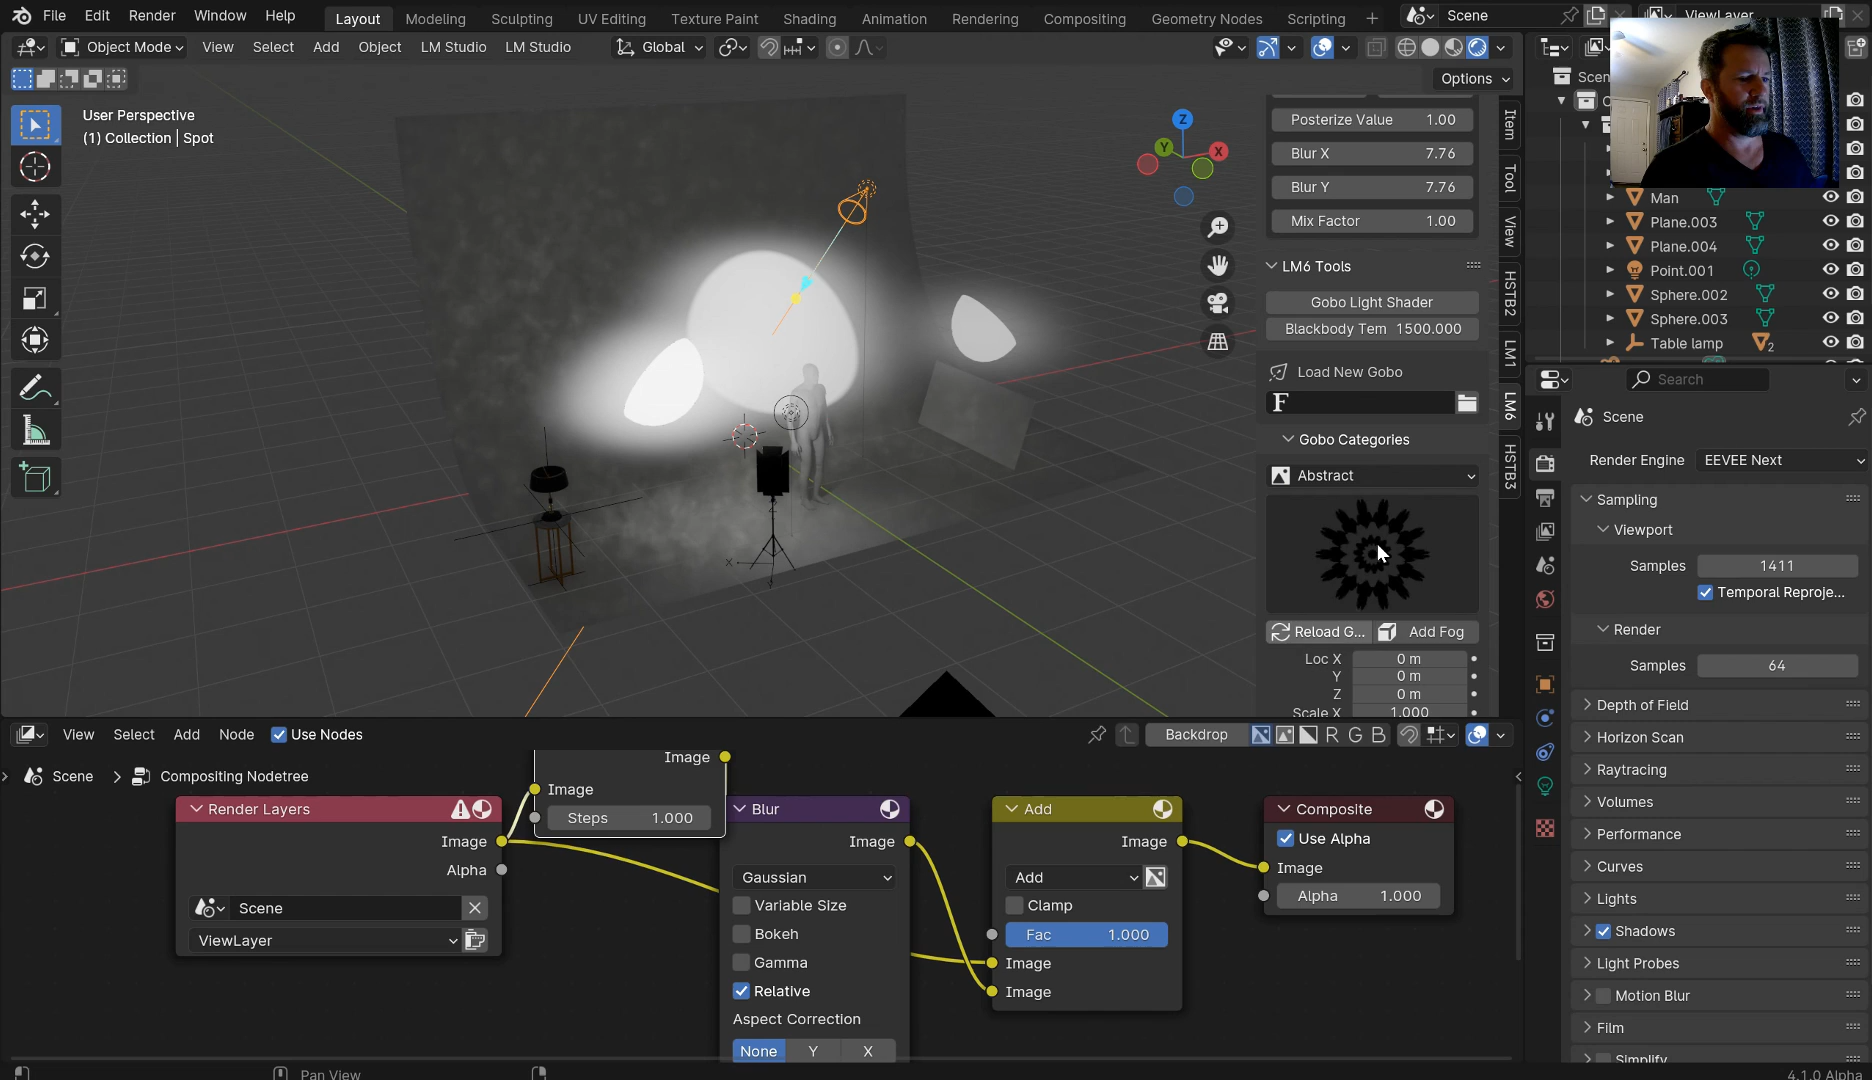 File Edit Render Window Help Layout Modeling Sculpting UV Editing Texture Paint Shading Animation Rendering Compositing Geometry Nodes Scripting + Scene ViewLayer
Object Mode View Select Add Object LM Studio LM Studio Global
Options
User Perspective
(1) Collection | Spot
Z
Y
X
Posterize Value 1.00
Blur X 7.76
Blur Y 7.76
Mix Factor 1.00
LM6 Tools
Gobo Light Shader
Blackbody Tem 1500.000
Load New Gobo
F
Gobo Categories
Abstract
Reload G... Add Fog
Loc X 0 m
Y 0 m
Z 0 m
Scale X 1.000
Item
Tool
View
HSTB2
LM1
LM6
HSTB3
Scen
Man
Plane.003
Plane.004
Point.001
Sphere.002
Sphere.003
Table lamp 2
Search
Scene
Render Engine EEVEE Next
Sampling
Viewport
Samples 1411
Temporal Reproje...
Render
Samples 64
Depth of Field
Horizon Scan
Raytracing
Volumes
Performance
Curves
Lights
Shadows
Light Probes
Motion Blur
Film
Simplify
View Select Add Node Use Nodes Backdrop R G B
Scene > Compositing Nodetree
Render Layers
Image
Alpha
Scene
ViewLayer
Image
Image
Steps 1.000
Blur
Image
Gaussian
Variable Size
Bokeh
Gamma
Relative
Aspect Correction
None Y X
Add
Image
Add
Clamp
Fac 1.000
Image
Image
Composite
Use Alpha
Image
Alpha 1.000
Pan View
4.1.0 Alpha